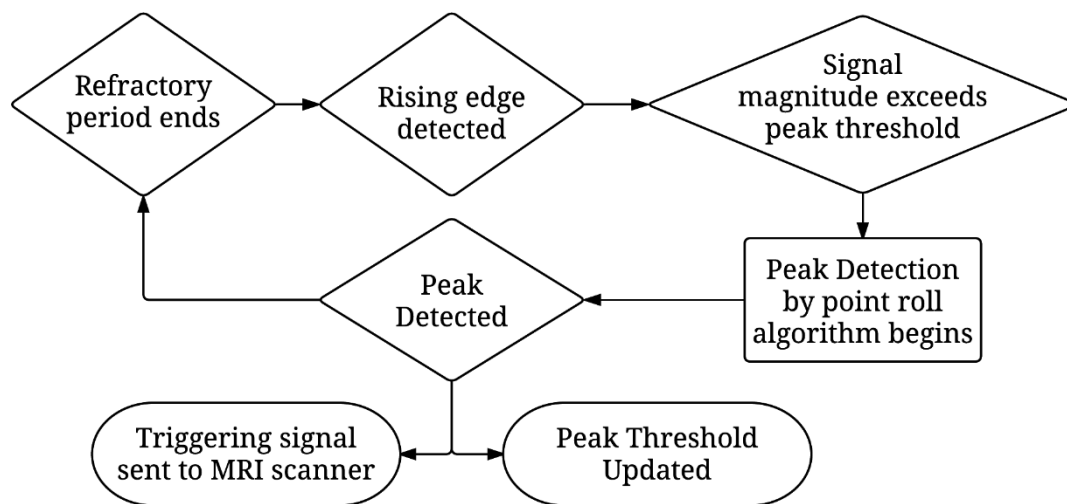 Refractory
period ends
Rising edge
detected
Signal
magnitude exceeds
peak threshold
Peak Detection
by point roll
algorithm begins
Peak
Detected
Triggering signal
sent to MRI scanner
Peak Threshold
Updated